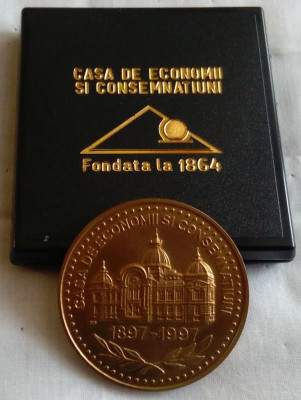 CASA DE ECONOMII
SI CONSEMNATIUNI
Fondata la 1864
CASA DE ECONOMII SI CONSEMNATIUNI
1897-1997